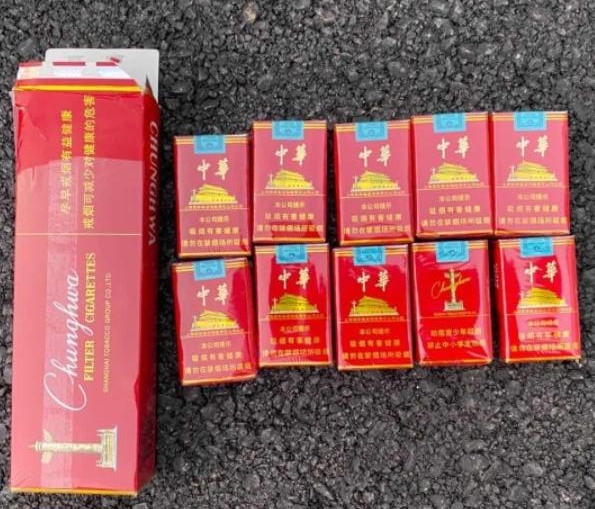 CHUNGHWA
尽早戒烟有益健康
戒烟可减少对健康的危害
Chunghwa
FILTER CIGARETTES
SHANGHAI TOBACCO GROUP CO.,LTD.
中華
本公司提示
吸烟有害健康
请勿在禁烟场所吸烟
中華
本公司提示
吸烟有害健康
请勿在禁烟场所吸烟
中華
本公司提示
吸烟有害健康
请勿在禁烟场所吸烟
中華
本公司提示
吸烟有害健康
请勿在禁烟场所吸烟
中華
本公司提示
吸烟有害健康
请勿在禁烟场所吸烟
中華
本公司提示
吸烟有害健康
请勿在禁烟场所吸烟
中華
本公司提示
吸烟有害健康
请勿在禁烟场所吸烟
中華
本公司提示
吸烟有害健康
请勿在禁烟场所吸烟
Chunghwa
劝阻青少年吸烟
禁止中小学生吸烟
中華
本公司提示
吸烟有害健康
请勿在禁烟场所吸烟